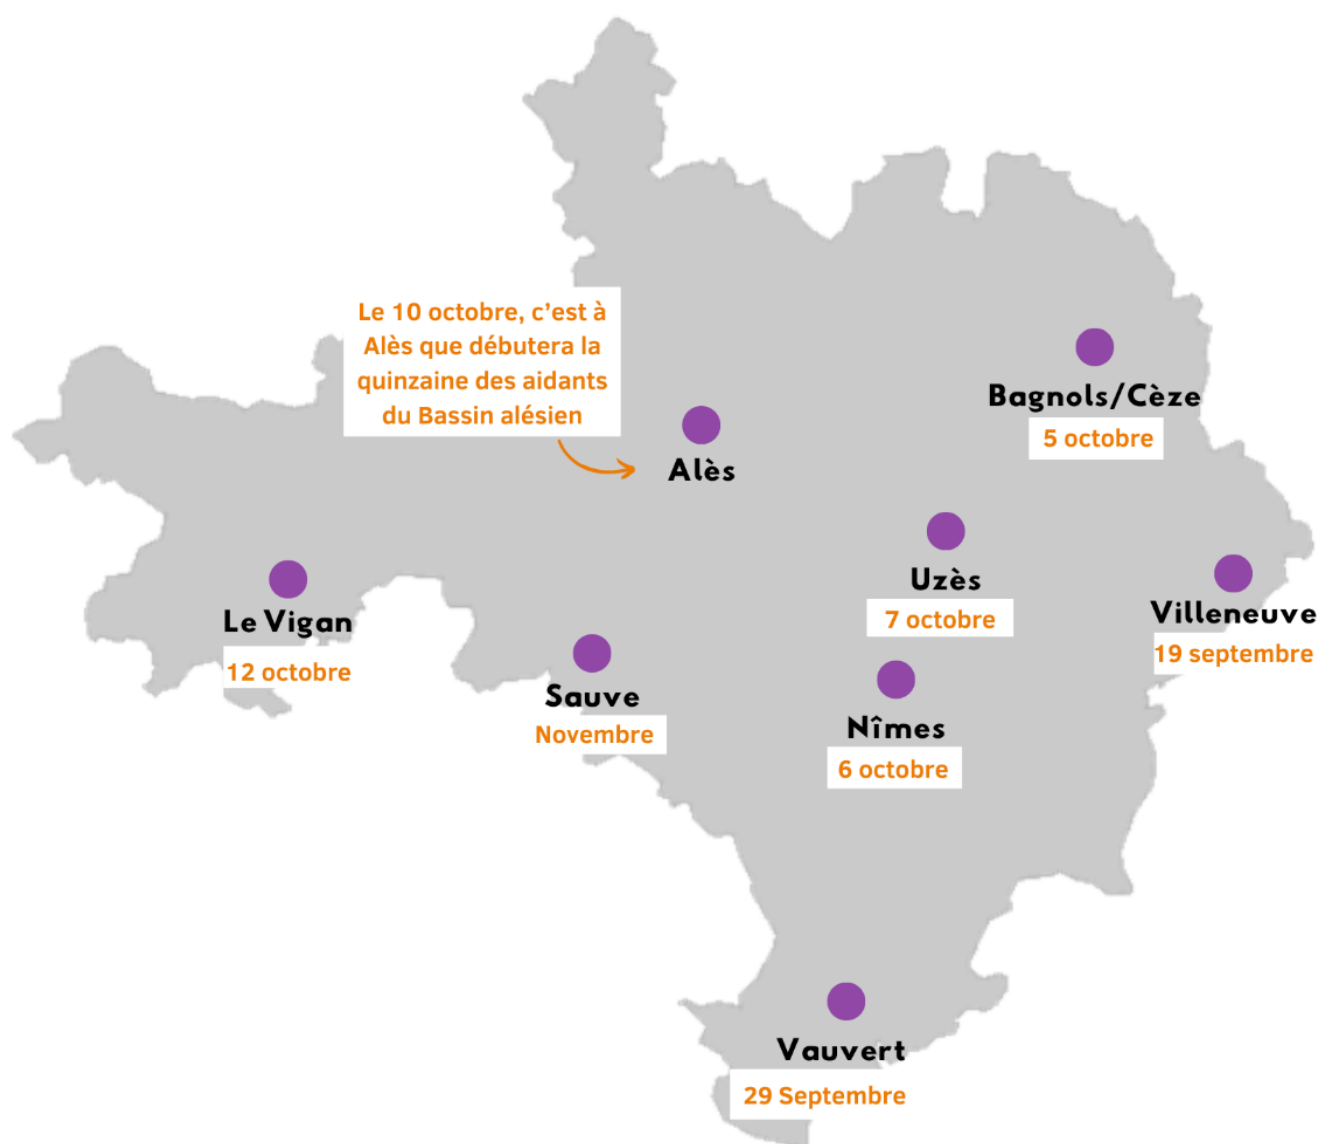 Le 10 octobre, c'est à
Alès que débutera la
quinzaine des aidants
du Bassin alésien
Bagnols/Cèze
5 octobre
Alès
Uzès
7 octobre
Villeneuve
19 septembre
Le Vigan
12 octobre
Sauve
Novembre
Nîmes
6 octobre
Vauvert
29 Septembre